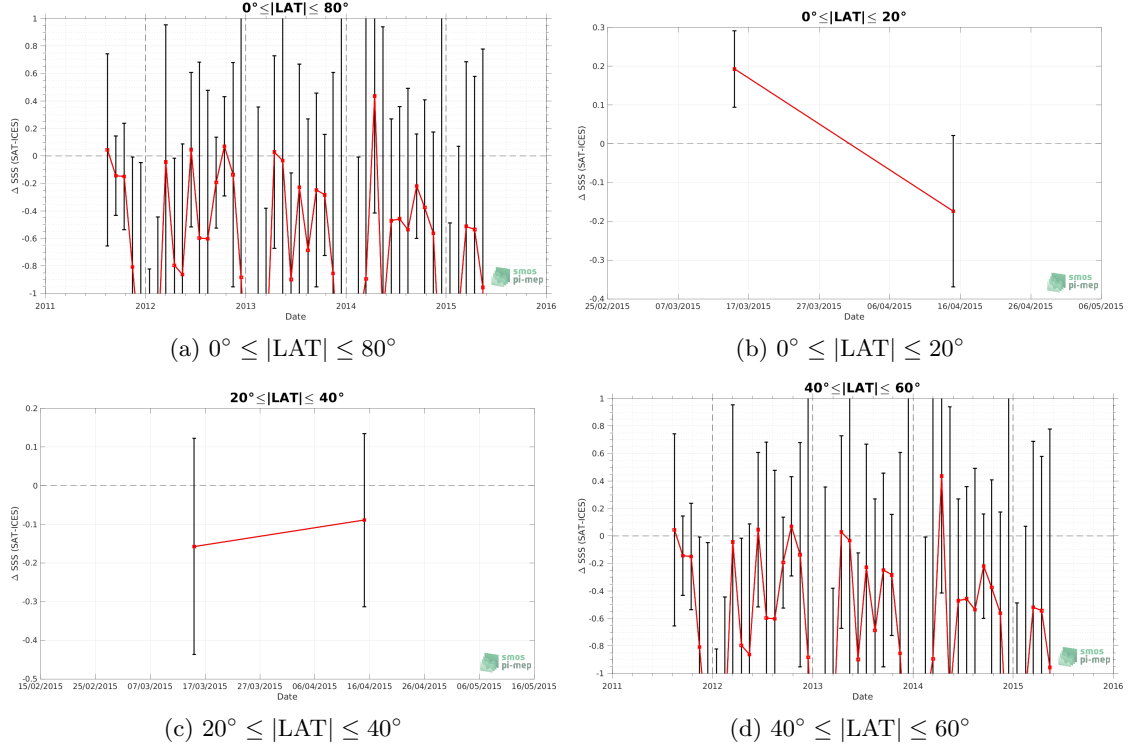 0°≤|LAT|≤ 80°
1
0.8
0.6
0.4
0.2
0
-0.2
-0.4
-0.6
-0.8
-1
Δ SSS (SAT-ICES)
2011 2012 2013 2014 2015 2016
Date
smos
pi-mep
(a) 0° ≤ |LAT| ≤ 80°
0°≤|LAT|≤ 20°
0.3
0.2
0.1
0
-0.1
-0.2
-0.3
-0.4
Δ SSS (SAT-ICES)
25/02/2015 07/03/2015 17/03/2015 27/03/2015 06/04/2015 16/04/2015 26/04/2015 06/05/2015
Date
smos
pi-mep
(b) 0° ≤ |LAT| ≤ 20°
20°≤|LAT|≤ 40°
0.2
0.1
0
-0.1
-0.2
-0.3
-0.4
-0.5
Δ SSS (SAT-ICES)
15/02/2015 25/02/2015 07/03/2015 17/03/2015 27/03/2015 06/04/2015 16/04/2015 26/04/2015 06/05/2015 16/05/2015
Date
smos
pi-mep
(c) 20° ≤ |LAT| ≤ 40°
40°≤|LAT|≤ 60°
1
0.8
0.6
0.4
0.2
0
-0.2
-0.4
-0.6
-0.8
-1
Δ SSS (SAT-ICES)
2011 2012 2013 2014 2015 2016
Date
smos
pi-mep
(d) 40° ≤ |LAT| ≤ 60°